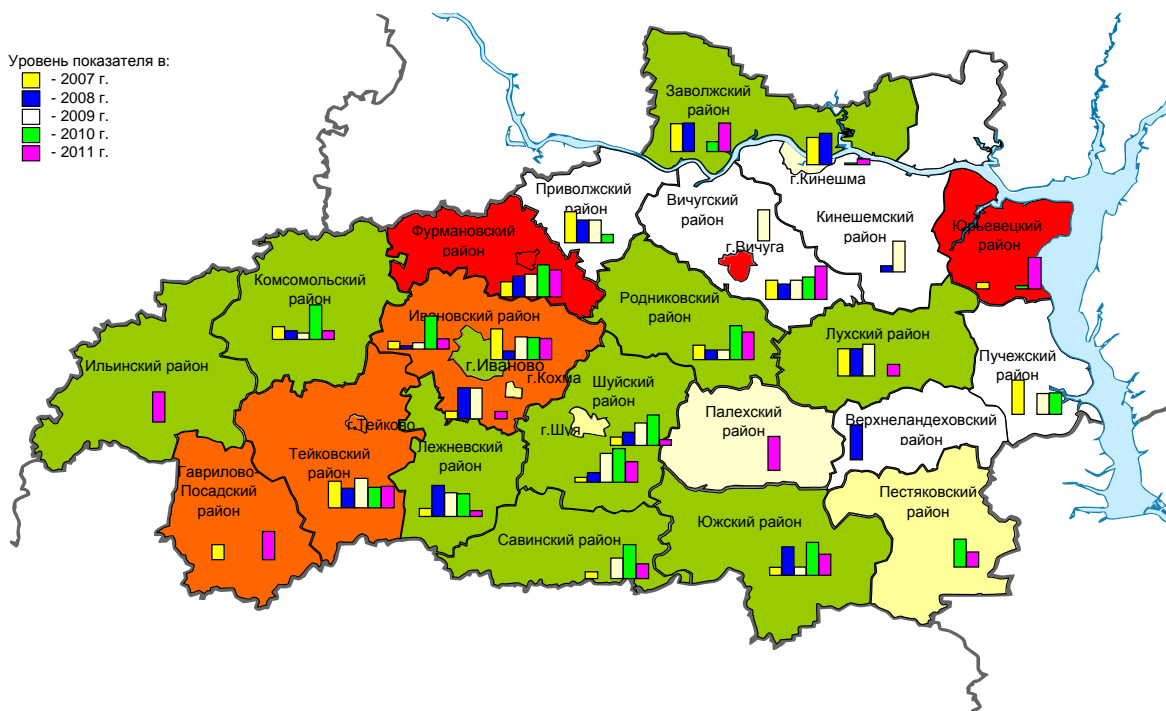 Уровень показателя в:
- 2007 г.
- 2008 г.
- 2009 г.
- 2010 г.
- 2011 г.
Заволжский
район
г.Кинешма
Приволжский
район
Вичугский
район
Кинешемский
район
Юрьевецкий
район
Фурмановский
район
г.Вичуга
Комсомольский
район
Родниковский
район
Ивановский район
Лухский район
Пучежский
район
Ильинский район
г.Иваново
г.Кохма
Шуйский
район
Палехский
район
Верхнеландеховский
район
г.Тейково
г.Шуя
Тейковский
район
Лежневский
район
Гаврилово-
Посадский
район
Пестяковский
район
Южский район
Савинский район